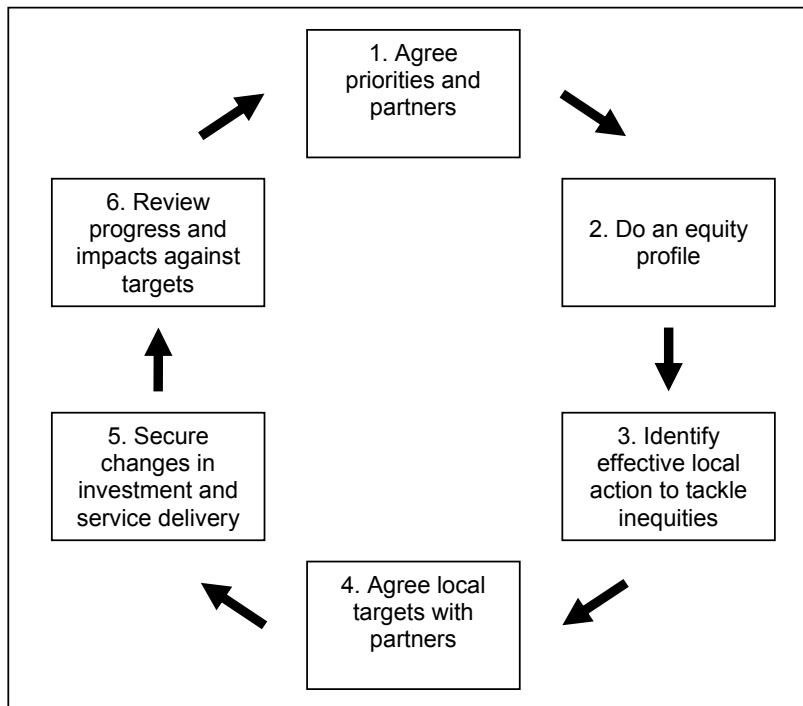 1. Agree
priorities and
partners
2. Do an equity
profile
3. Identify
effective local
action to tackle
inequities
4. Agree local
targets with
partners
5. Secure
changes in
investment and
service delivery
6. Review
progress and
impacts against
targets